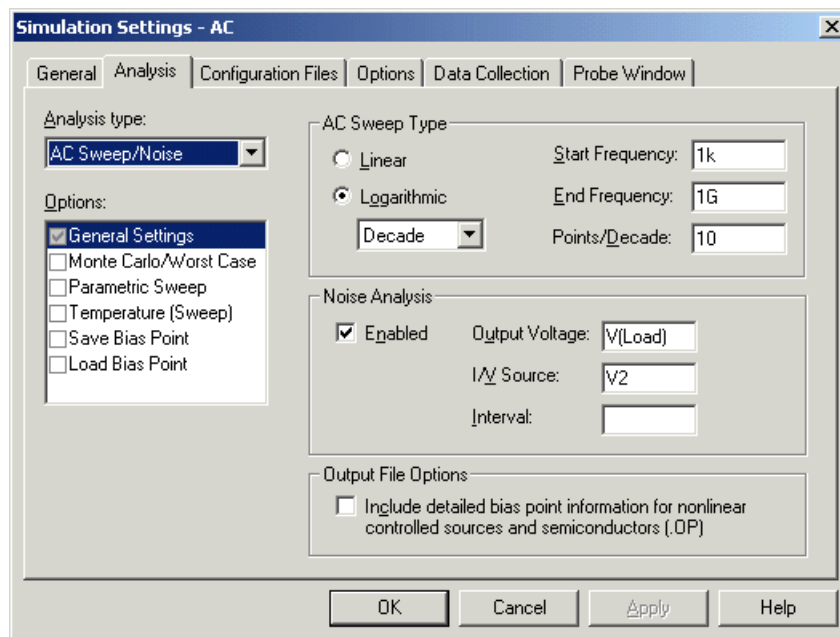 Simulation Settings - AC
General Analysis Configuration Files Options Data Collection Probe Window
Analysis type:
AC Sweep/Noise
Options:
General Settings
Monte Carlo/Worst Case
Parametric Sweep
Temperature (Sweep)
Save Bias Point
Load Bias Point
AC Sweep Type
Linear
Logarithmic
Decade
Start Frequency: 1k
End Frequency: 1G
Points/Decade: 10
Noise Analysis
Enabled
Output Voltage: V(Load)
I/V Source: V2
Interval:
Output File Options
Include detailed bias point information for nonlinear
controlled sources and semiconductors (.OP)
OK Cancel Apply Help